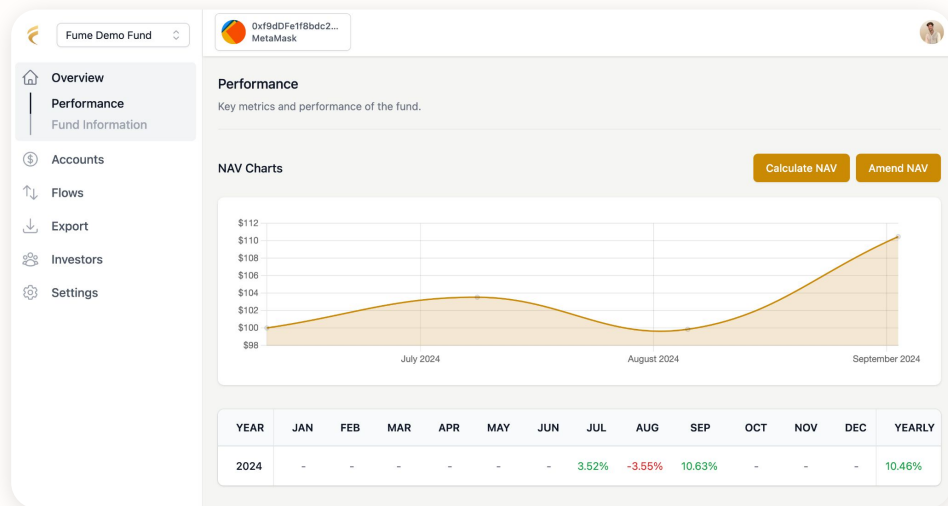 Fume Demo Fund
0xf9dDFe1f8bdc2...
MetaMask
Overview
Performance
Fund Information
Accounts
Flows
Export
Investors
Settings
Performance
Key metrics and performance of the fund.
NAV Charts
Calculate NAV
Amend NAV
$112
$110
$108
$106
$104
$102
$100
$98
July 2024 August 2024 September 2024
YEAR JAN FEB MAR APR MAY JUN JUL AUG SEP OCT NOV DEC YEARLY
2024 - - - - - - 3.52% -3.55% 10.63% - - - 10.46%